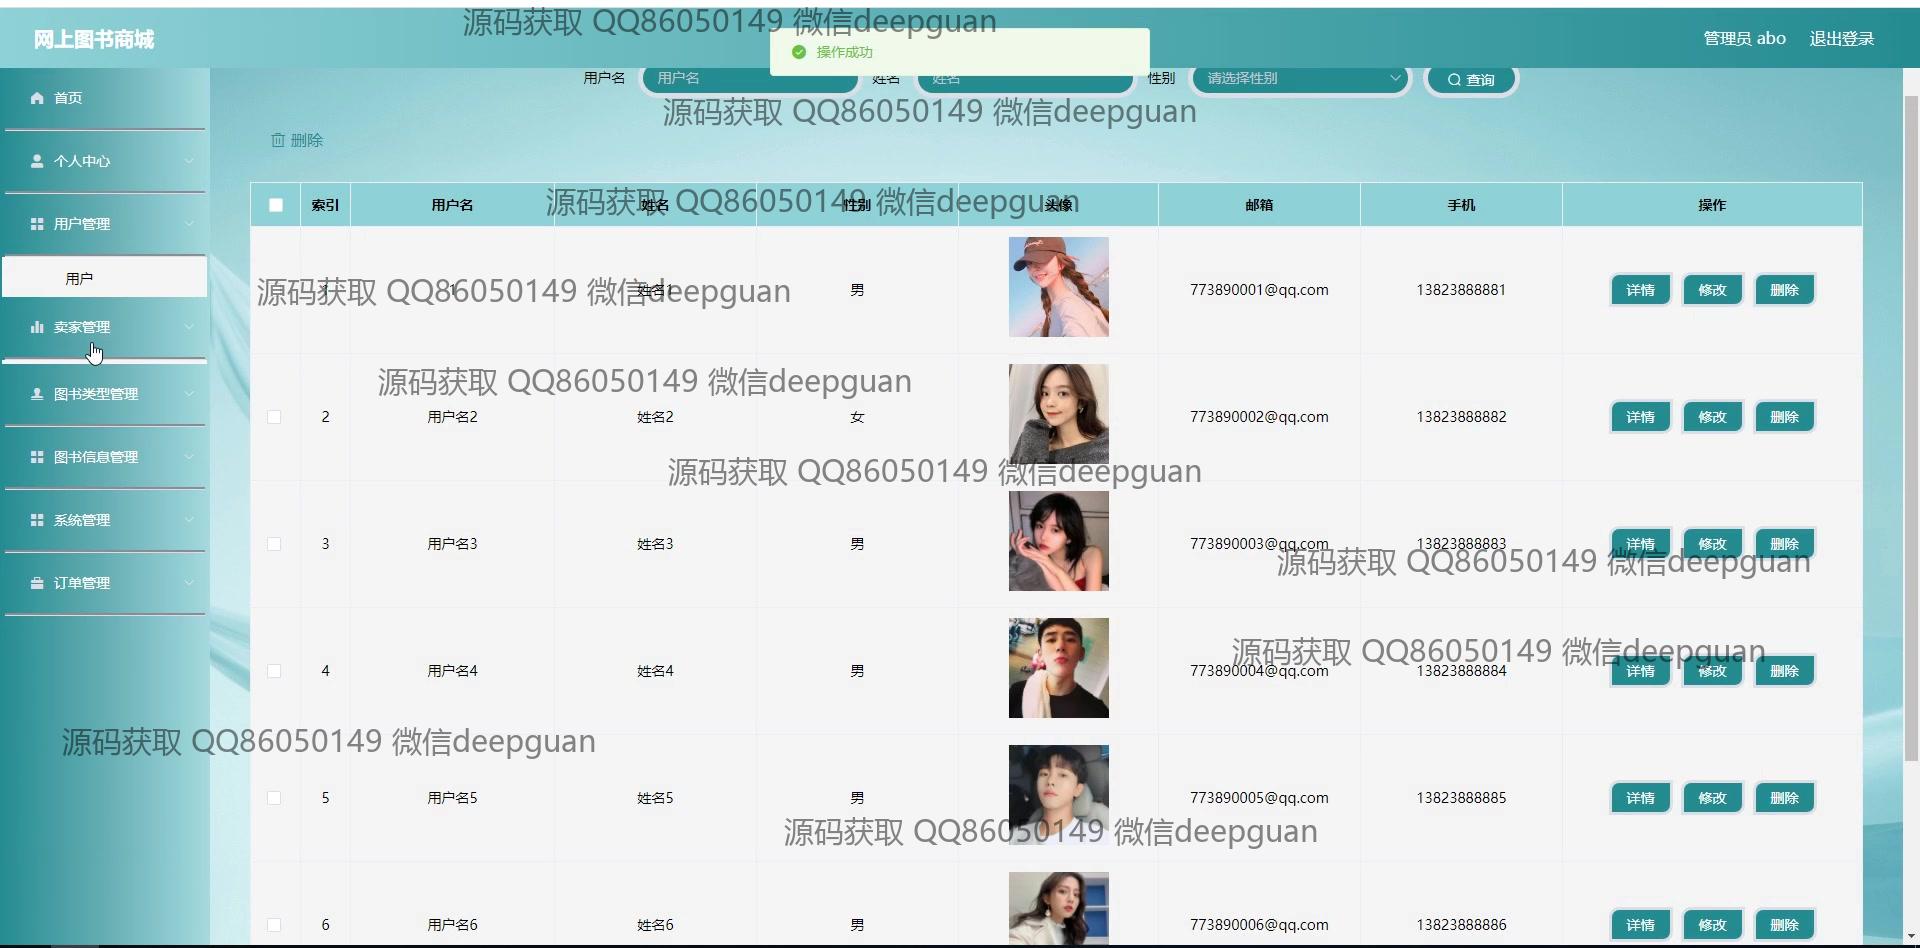 源码获取 QQ86050149 微信deepguan
网上图书商城
操作成功
管理员 abo 退出登录
用户名 用户名 姓名 姓名 性别 请选择性别 查询
首页
源码获取 QQ86050149 微信deepguan
删除
个人中心
源码获取 QQ86050149 微信deepguan
索引 用户名 姓名 性别 头像 邮箱 手机 操作
用户管理
用户
源码获取 QQ86050149 微信deepguan
1 姓名1 男 773890001@qq.com 13823888881 详情 修改 删除
卖家管理
源码获取 QQ86050149 微信deepguan
图书类型管理
2 用户名2 姓名2 女 773890002@qq.com 13823888882 详情 修改 删除
图书信息管理
源码获取 QQ86050149 微信deepguan
系统管理
3 用户名3 姓名3 男 773890003@qq.com 13823888883 详情 修改 删除
源码获取 QQ86050149 微信deepguan
订单管理
源码获取 QQ86050149 微信deepguan
4 用户名4 姓名4 男 773890004@qq.com 13823888884 详情 修改 删除
源码获取 QQ86050149 微信deepguan
5 用户名5 姓名5 男 773890005@qq.com 13823888885 详情 修改 删除
源码获取 QQ86050149 微信deepguan
6 用户名6 姓名6 男 773890006@qq.com 13823888886 详情 修改 删除